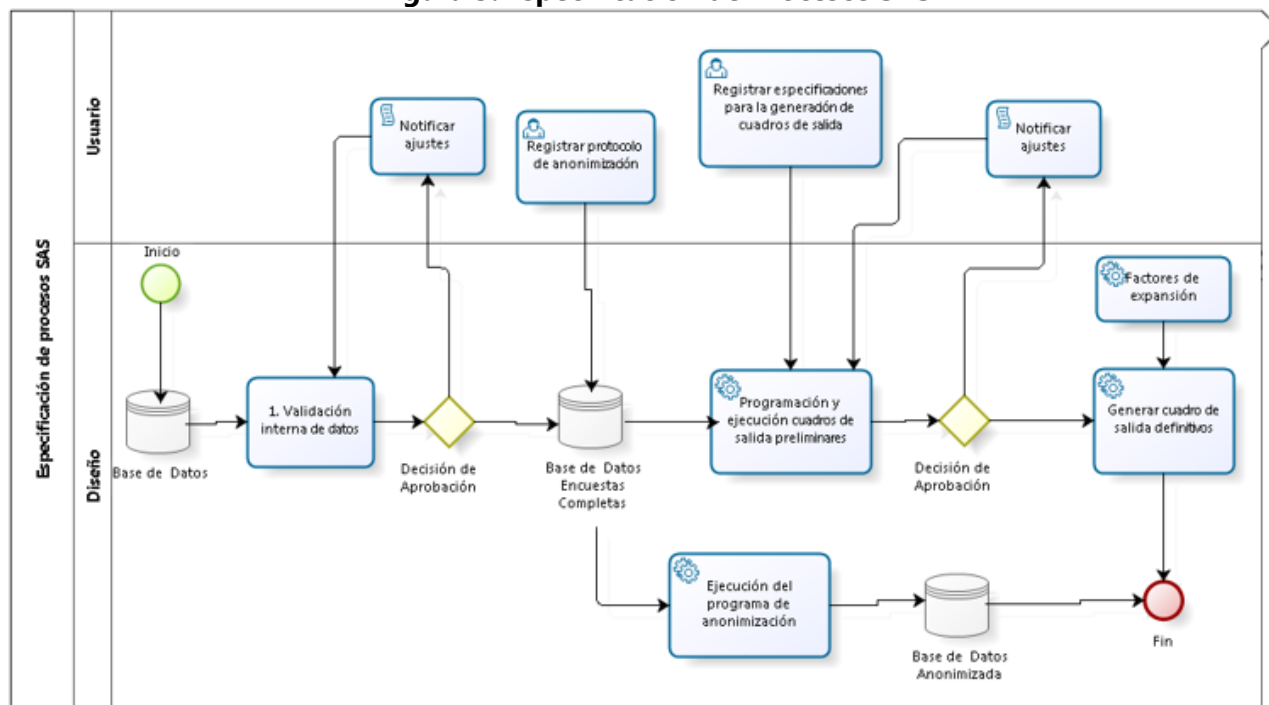 Especificación de procesos SAS
Usuario
Notificar
ajustes
Registrar protocolo
de anonimización
Registrar especificaciones
para la generación de
cuadros de salida
Notificar
ajustes
Diseño
Inicio
Base de Datos
1. Validación
interna de datos
Decisión de
Aprobación
Base de Datos
Encuestas
Completas
Programación y
ejecución cuadros de
salida preliminares
Decisión de
Aprobación
Factores de
expansión
Generar cuadro de
salida definitivos
Ejecución del
programa de
anonimización
Base de Datos
Anonimizada
Fin